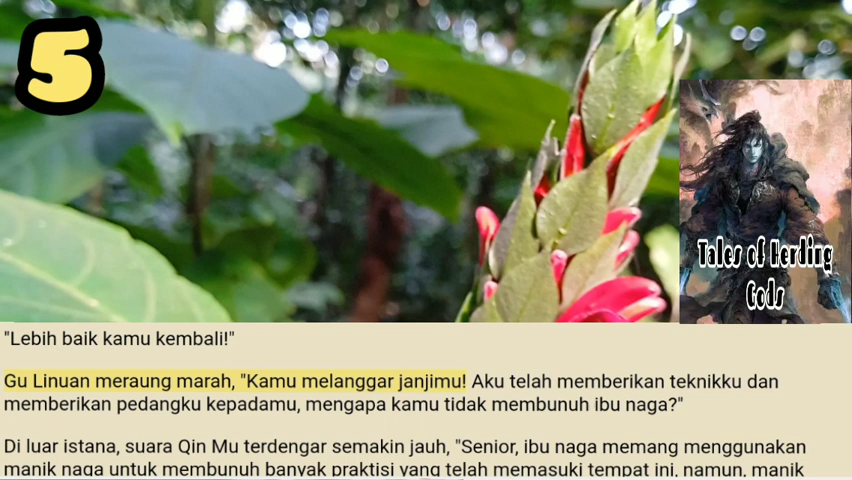 5
Tales of Herding
Gods
"Lebih baik kamu kembali!"
Gu Linuan meraung marah, "Kamu melanggar janjimu! Aku telah memberikan teknikku dan
memberikan pedangku kepadamu, mengapa kamu tidak membunuh ibu naga?"
Di luar istana, suara Qin Mu terdengar semakin jauh, "Senior, ibu naga memang menggunakan
manik naga untuk membunuh banyak praktisi yang telah memasuki tempat ini, namun, manik